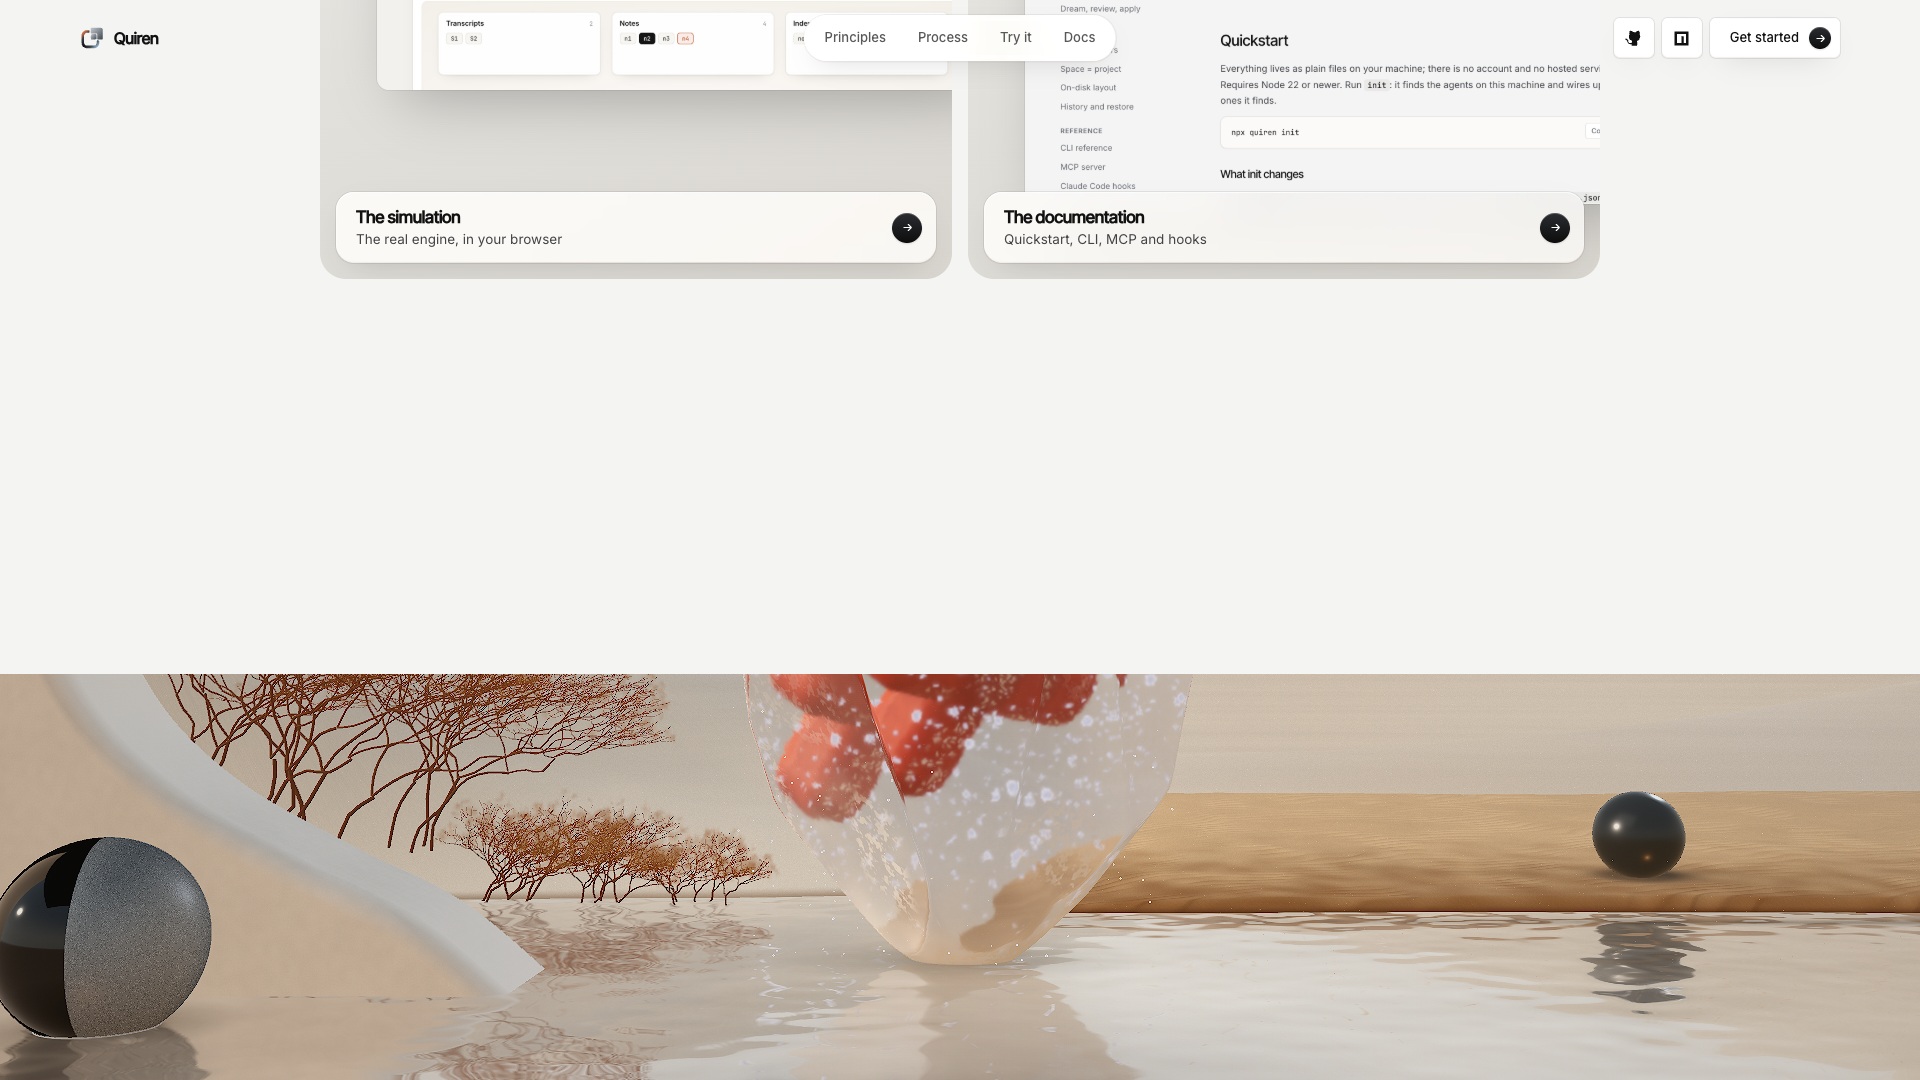 Quiren
Principles
Process
Try it
Docs
Get started
Transcripts
S1 S2
Notes 4
n1 n2 n3 n4
Dream, review, apply
Space = project
On-disk layout
History and restore
REFERENCE
CLI reference
MCP server
Claude Code hooks
Quickstart
Everything lives as plain files on your machine; there is no account and no hosted
Requires Node 22 or newer. Run init: it finds the agents on this machine and wires
ones it finds.
npx quiren init
What init changes
The simulation
The real engine, in your browser
The documentation
Quickstart, CLI, MCP and hooks